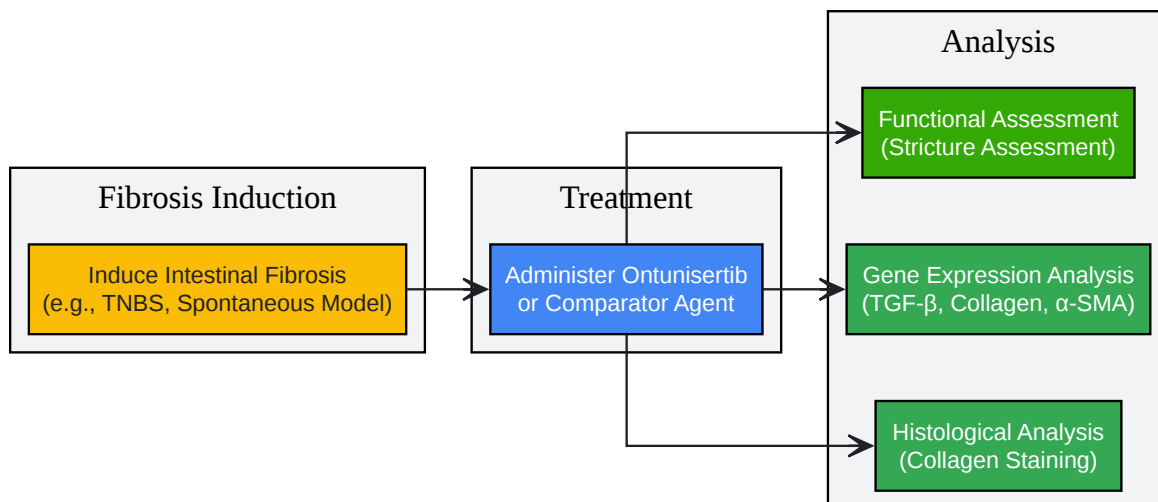 Fibrosis Induction
Induce Intestinal Fibrosis
(e.g., TNBS, Spontaneous Model)
Treatment
Administer Ontunisertib
or Comparator Agent
Analysis
Functional Assessment
(Stricture Assessment)
Gene Expression Analysis
(TGF-β, Collagen, α-SMA)
Histological Analysis
(Collagen Staining)